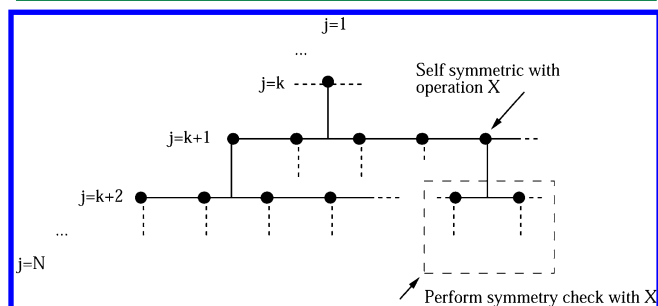 j=1
...
j=k
Self symmetric with
operation X
j=k+1
j=k+2
...
j=N
Perform symmetry check with X